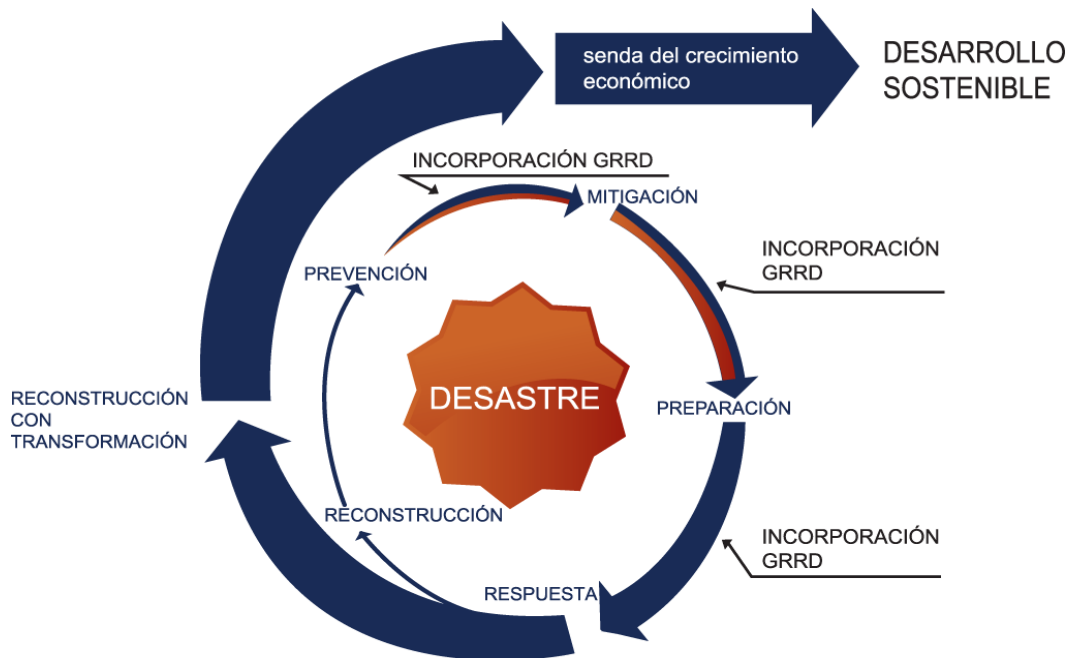 senda del crecimiento
económico
DESARROLLO
SOSTENIBLE
INCORPORACIÓN GRRD
MITIGACIÓN
INCORPORACIÓN
GRRD
PREVENCIÓN
DESASTRE
RECONSTRUCCIÓN
CON
TRANSFORMACIÓN
PREPARACIÓN
RECONSTRUCCIÓN
INCORPORACIÓN
GRRD
RESPUESTA